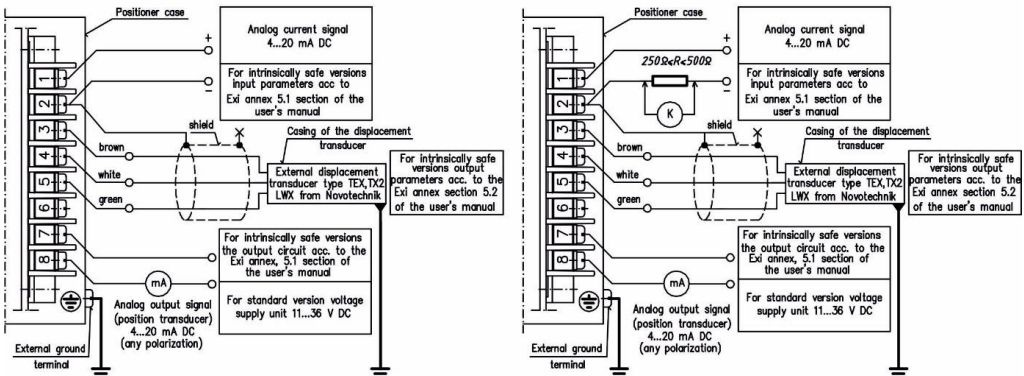 Positioner case
+
Analog current signal
4...20 mA DC
For intrinsically safe versions
input parameters acc to
Exi annex 5.1 section of the
user's manual
–
1
2
3
4
5
6
7
8
shield
brown
white
green
Casing of the displacement
transducer
External displacement
transducer type TEX,TX2
LWX from Novotechnik
For intrinsically safe
versions output
parameters acc. to the
Exi annex section 5.2
of the user's manual
For intrinsically safe versions
the output circuit acc. to the
Exi annex, 5.1 section of
the user's manual
For standard version voltage
supply unit 11...36 V DC
mA
Analog output signal
(position transducer)
4...20 mA DC
(any polarization)
External ground
terminal
Positioner case
+
Analog current signal
4...20 mA DC
250Ω≤R<500Ω
For intrinsically safe versions
input parameters acc to
Exi annex 5.1 section of the
user's manual
–
K
1
2
3
4
5
6
7
8
shield
brown
white
green
Casing of the displacement
transducer
External displacement
transducer type TEX,TX2
LWX from Novotechnik
For intrinsically safe
versions output
parameters acc. to the
Exi annex section 5.2
of the user's manual
For intrinsically safe versions
the output circuit acc. to the
Exi annex, 5.1 section of
the user's manual
For standard version voltage
supply unit 11...36 V DC
mA
Analog output signal
(position transducer)
4...20 mA DC
(any polarization)
External ground
terminal